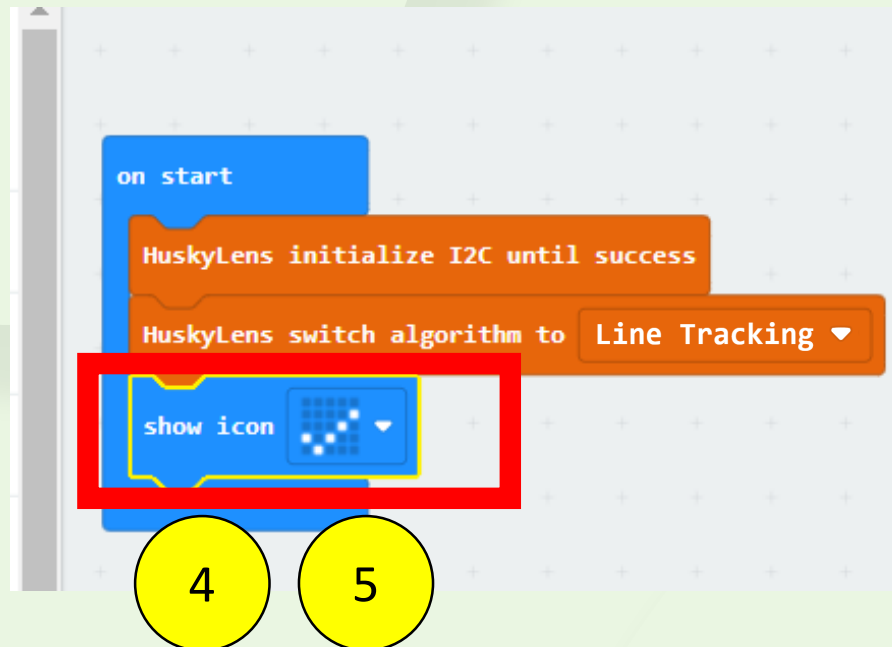 on start
HuskyLens initialize I2C until success
HuskyLens switch algorithm to Line Tracking
show icon
4 5